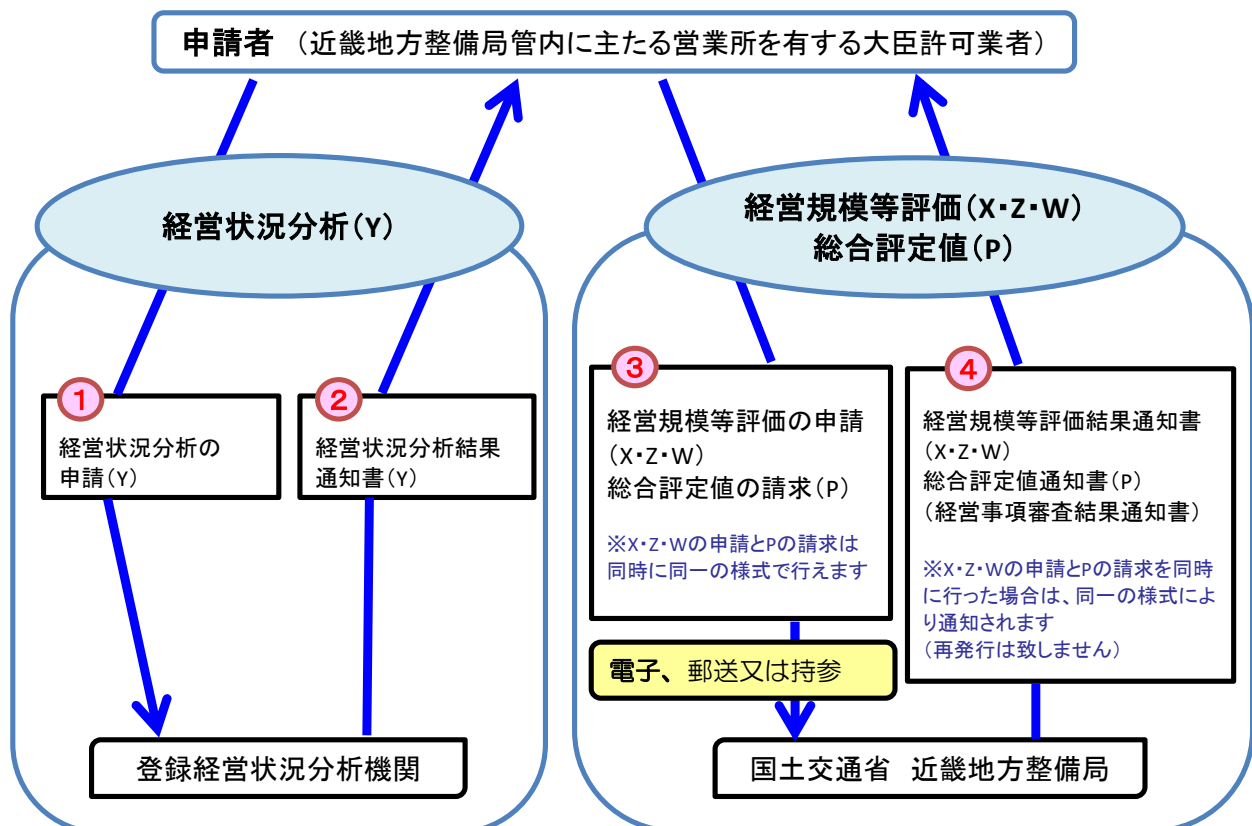 申請者 （近畿地方整備局管内に主たる営業所を有する大臣許可業者）
経営状況分析（Y）
経営規模等評価（X・Z・W）
総合評定値（P）
1
経営状況分析の
申請（Y）
2
経営状況分析結果
通知書（Y）
3
経営規模等評価の申請
（X・Z・W）
総合評定値の請求（P）
※X・Z・Wの申請とPの請求は
同時に同一の様式で行えます
4
経営規模等評価結果通知書
（X・Z・W）
総合評定値通知書（P）
（経営事項審査結果通知書）
※X・Z・Wの申請とPの請求を同時
に行った場合は、同一の様式によ
り通知されます
（再発行は致しません）
電子、郵送又は持参
登録経営状況分析機関
国土交通省 近畿地方整備局